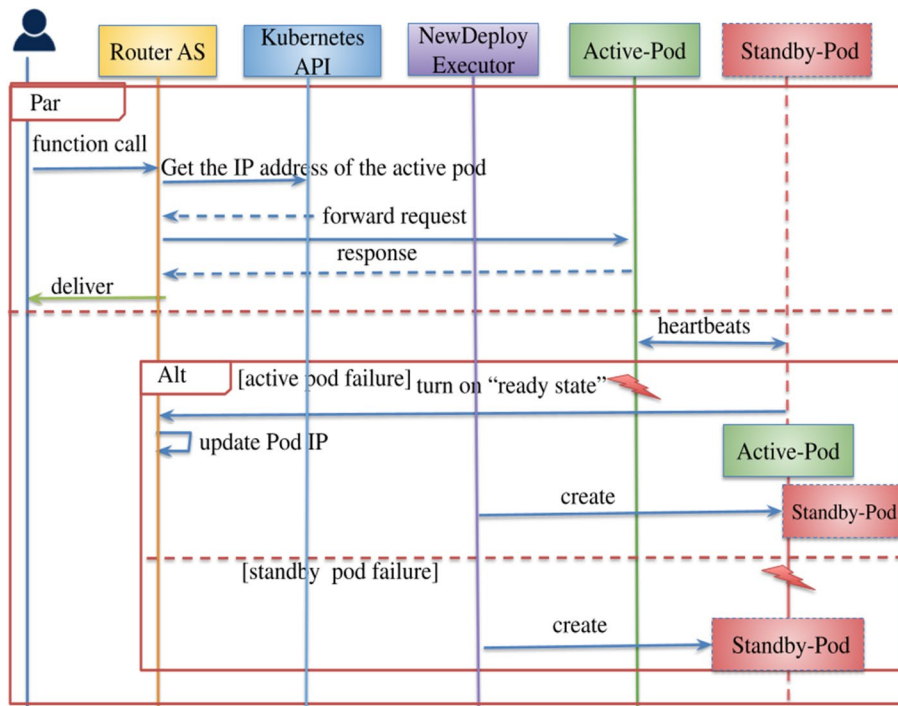 Router AS
Kubernetes
API
NewDeploy
Executor
Active-Pod
Standby-Pod
Par
function call
Get the IP address of the active pod
forward request
response
deliver
heartbeats
Alt
[active pod failure]
turn on “ready state”
update Pod IP
Active-Pod
create
Standby-Pod
[standby pod failure]
create
Standby-Pod